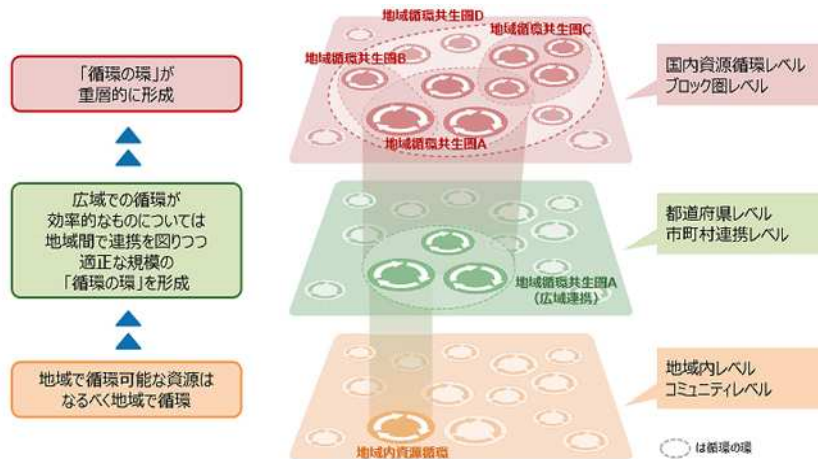 「循環の環」が
重層的に形成
広域での循環が
効率的なものについては
地域間で連携を図りつつ
適正な規模の
「循環の環」を形成
地域で循環可能な資源は
なるべく地域で循環
地域循環共生圏D
地域循環共生圏C
地域循環共生圏B
地域循環共生圏A
地域循環共生圏A
(広域連携)
地域内資源循環
国内資源循環レベル
ブロック圏レベル
都道府県レベル
市町村連携レベル
地域内レベル
コミュニティレベル
は循環の環